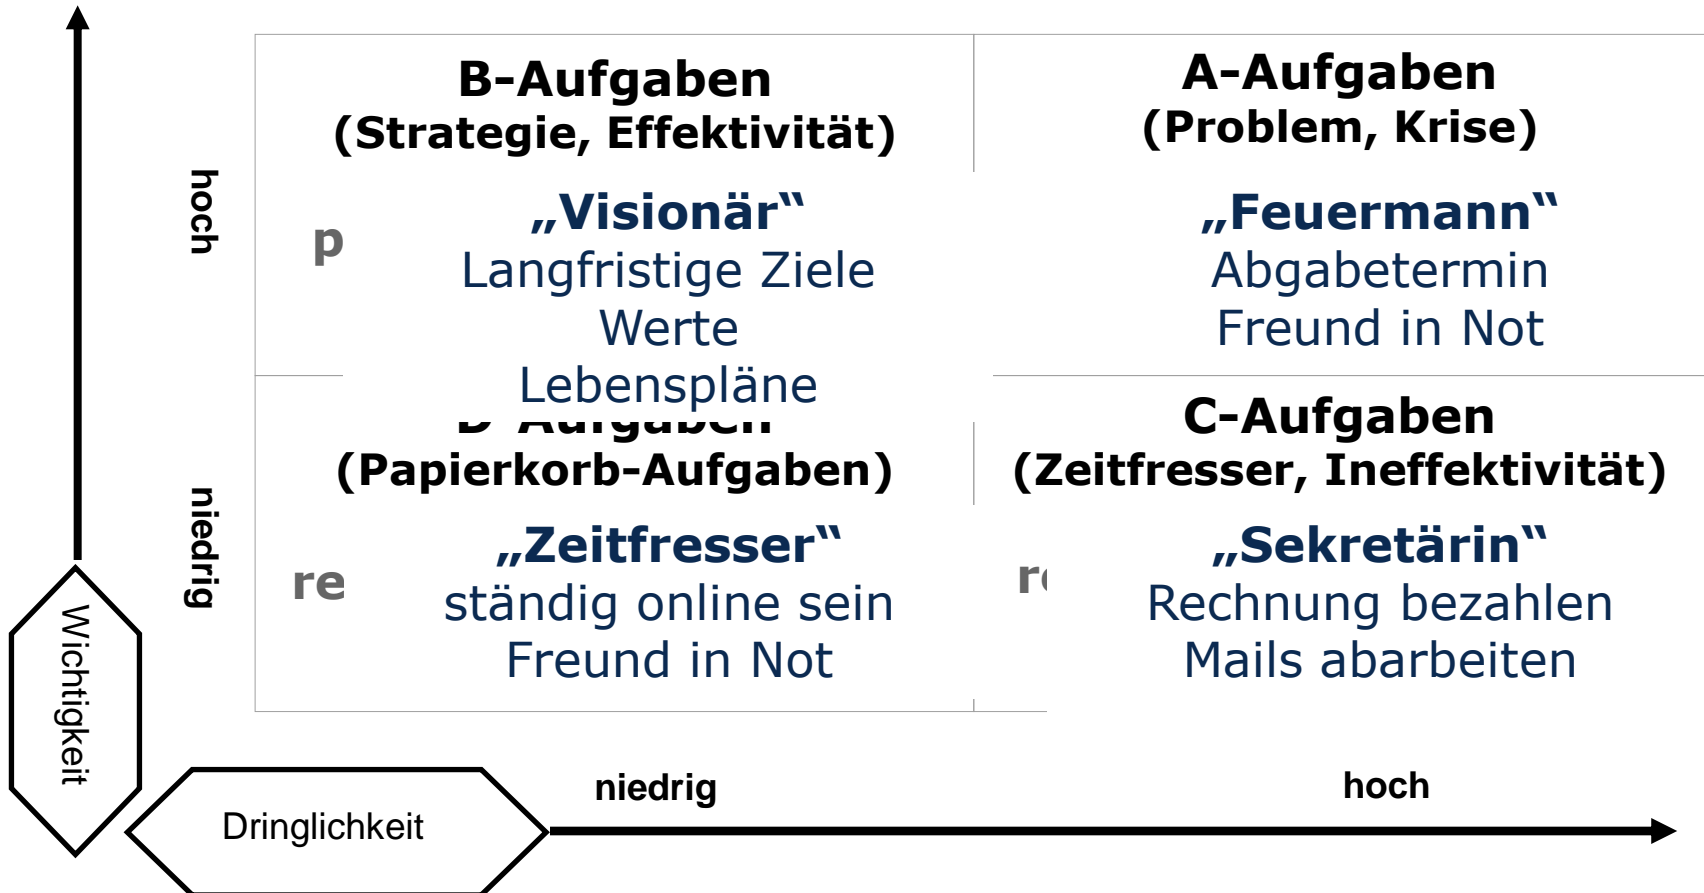 B-Aufgaben
(Strategie, Effektivität)
„Visionär“
Langfristige Ziele
Werte
Lebenspläne
A-Aufgaben
(Problem, Krise)
„Feuermann“
Abgabetermin
Freund in Not
hoch
(Papierkorb-Aufgaben)
„Zeitfresser“
ständig online sein
Freund in Not
C-Aufgaben
(Zeitfresser, Ineffektivität)
„Sekretärin“
Rechnung bezahlen
Mails abarbeiten
niedrig
Wichtigkeit
Dringlichkeit
niedrig
hoch